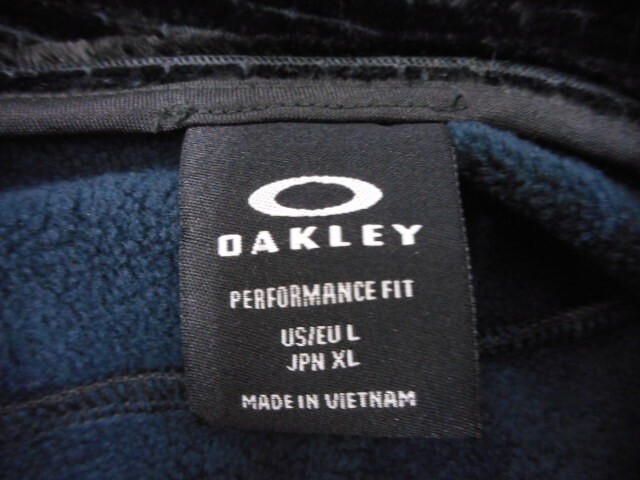 OAKLEY
PERFORMANCE FIT
US/EU L
JPN XL
MADE IN VIETNAM